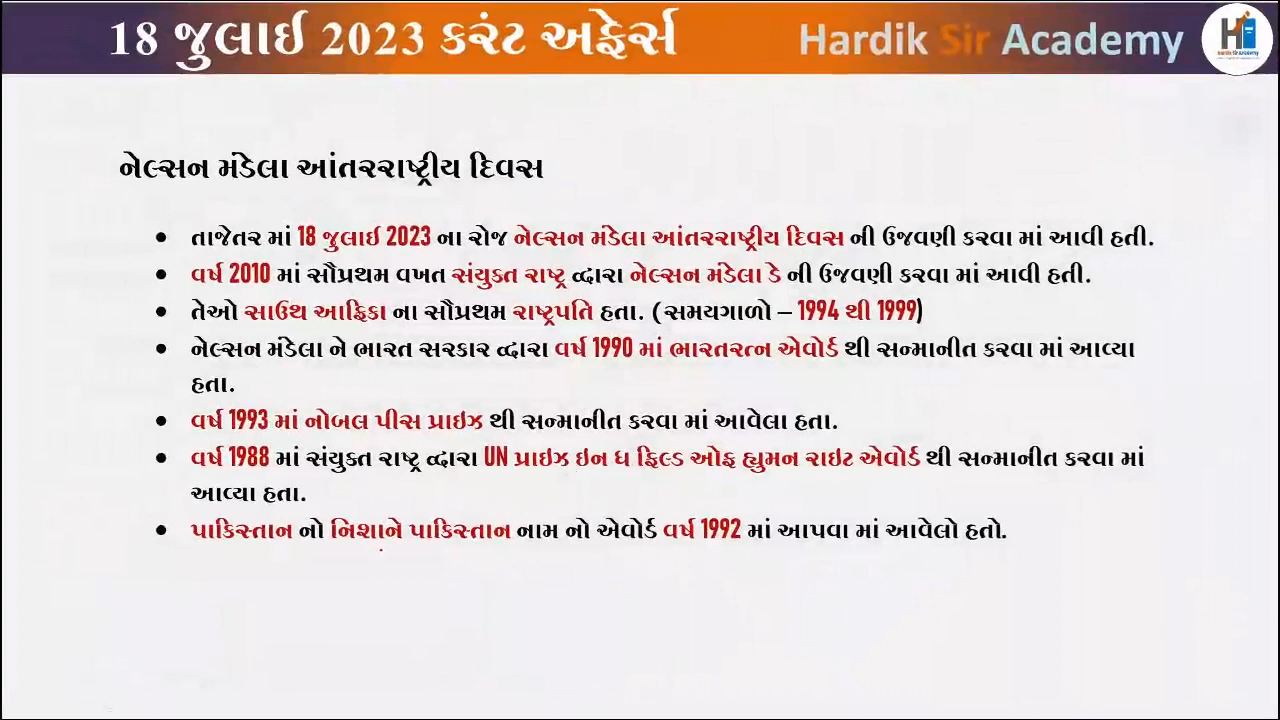 18 જુલાઈ 2023 કરંટ અફેર્સ
Hardik Sir Academy
Hardik Sir Academy
નેલ્સન મંડેલા આંતરરાષ્ટ્રીય દિવસ
• તાજેતર માં 18 જુલાઈ 2023 ના રોજ નેલ્સન મંડેલા આંતરરાષ્ટ્રીય દિવસ ની ઉજવણી કરવા માં આવી હતી.
• વર્ષ 2010 માં સૌપ્રથમ વખત સંયુક્ત રાષ્ટ્ર દ્વારા નેલ્સન મંડેલા ડે ની ઉજવણી કરવા માં આવી હતી.
• તેઓ સાઉથ આફ્રિકા ના સૌપ્રથમ રાષ્ટ્રપતિ હતા. (સમયગાળો – 1994 થી 1999)
• નેલ્સન મંડેલા ને ભારત સરકાર દ્વારા વર્ષ 1990 માં ભારતરત્ન એવોર્ડ થી સન્માનીત કરવા માં આવ્યા
હતા.
• વર્ષ 1993 માં નોબલ પીસ પ્રાઇઝ થી સન્માનીત કરવા માં આવેલા હતા.
• વર્ષ 1988 માં સંયુક્ત રાષ્ટ્ર દ્વારા UN પ્રાઇઝ ઇન ધ ફિલ્ડ ઓફ હ્યુમન રાઇટ એવોર્ડ થી સન્માનીત કરવા માં
આવ્યા હતા.
• પાકિસ્તાન નો નિશાને પાકિસ્તાન નામ નો એવોર્ડ વર્ષ 1992 માં આપવા માં આવેલો હતો.